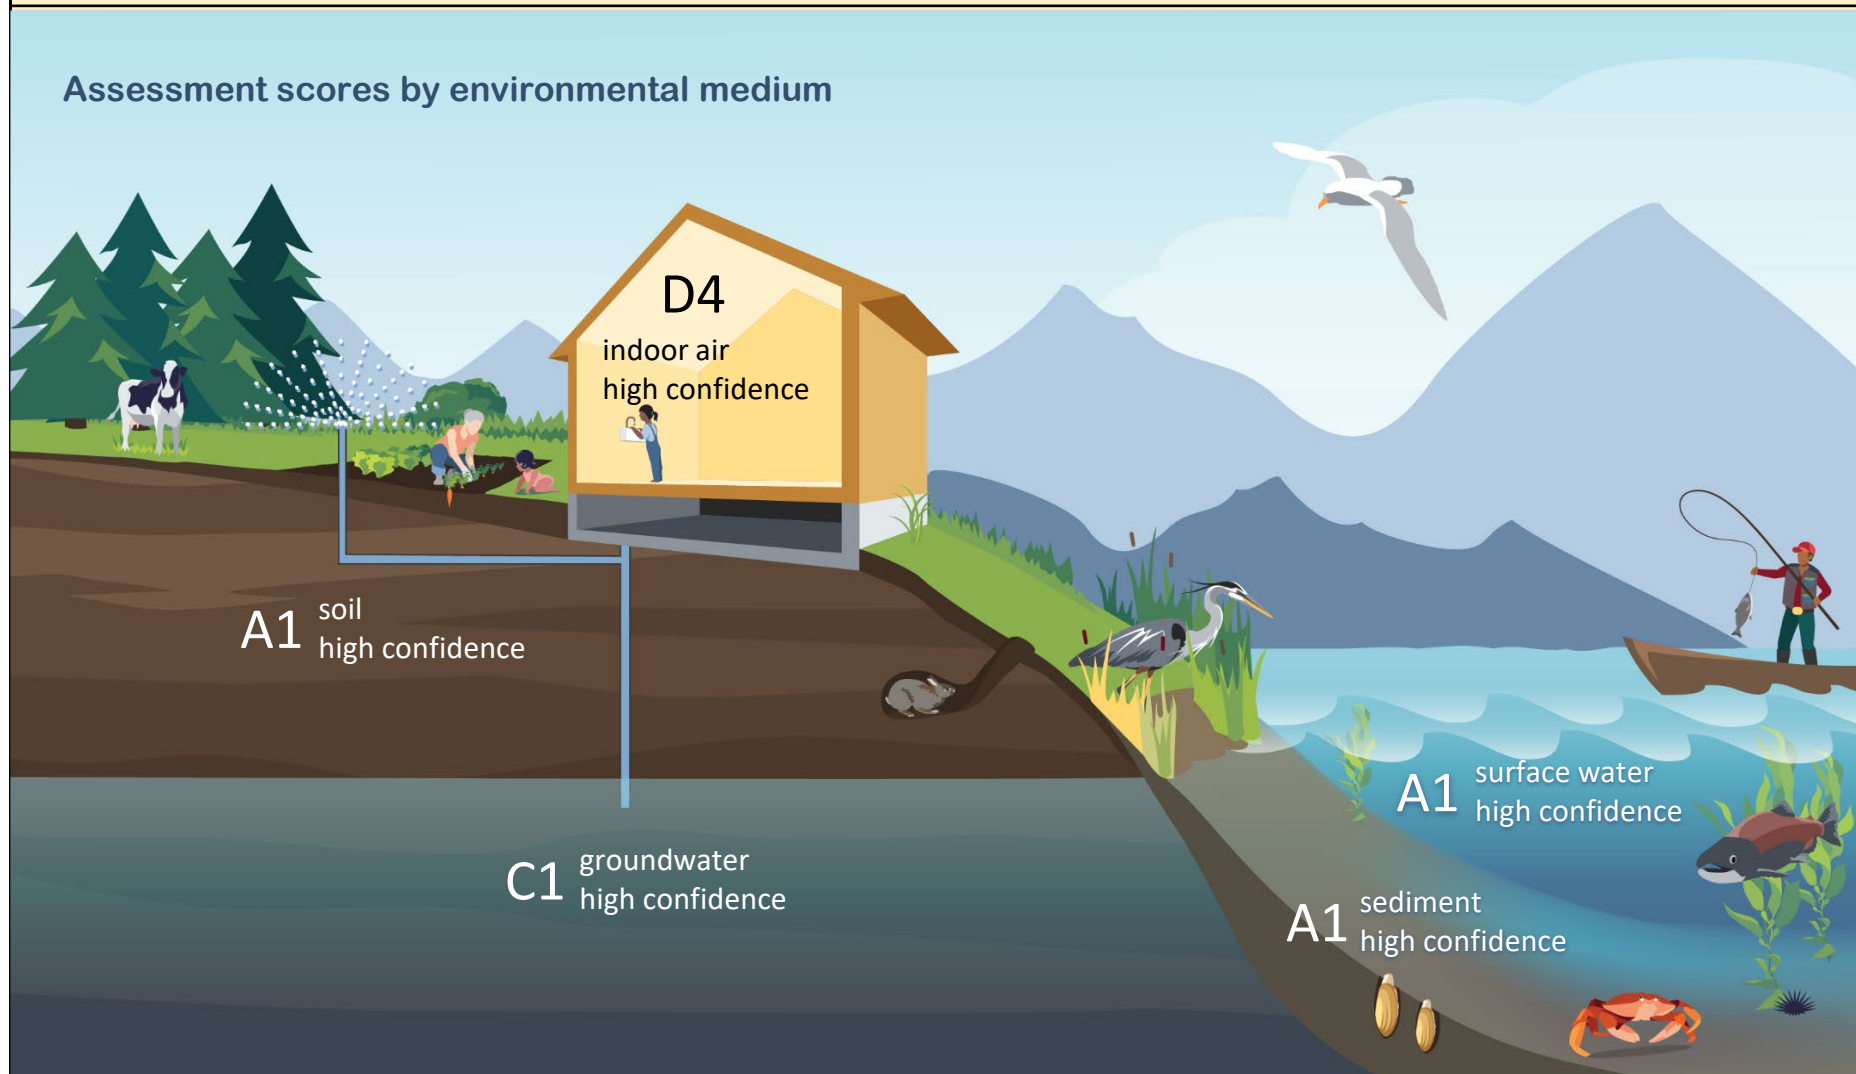 Assessment scores by environmental medium
D4
indoor air
high confidence
A1
soil
high confidence
C1
groundwater
high confidence
A1
surface water
high confidence
A1
sediment
high confidence